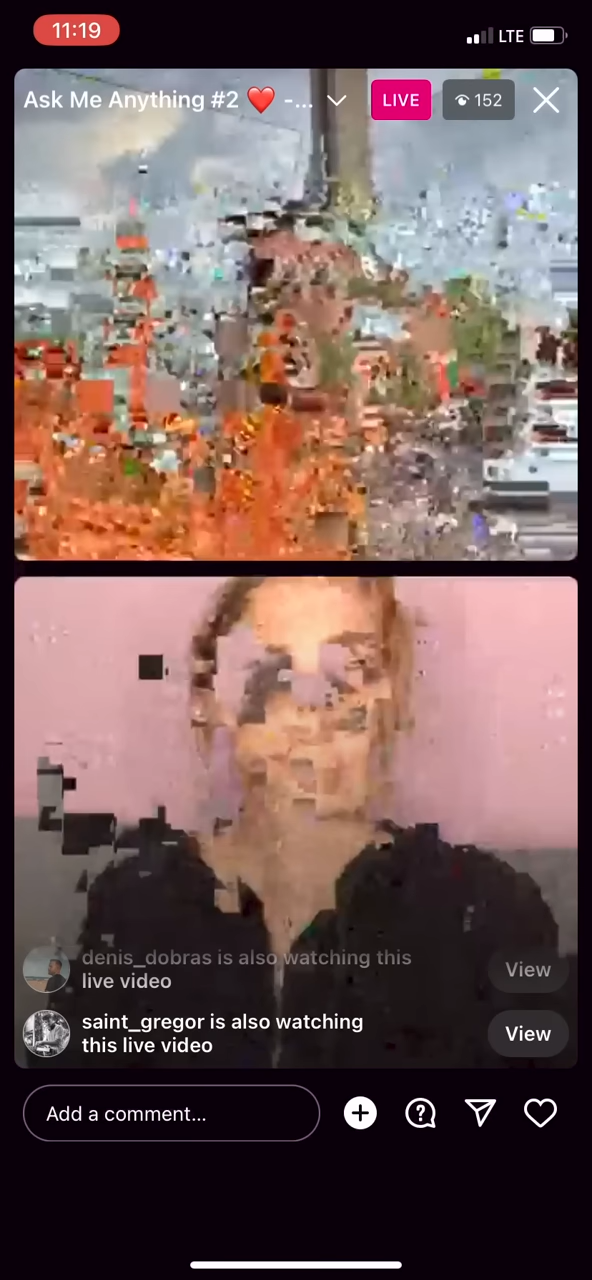 11:19
LTE
Ask Me Anything #2 ❤️ -...
LIVE
152
denis_dobras is also watching this
live video
View
saint_gregor is also watching
this live video
View
Add a comment...